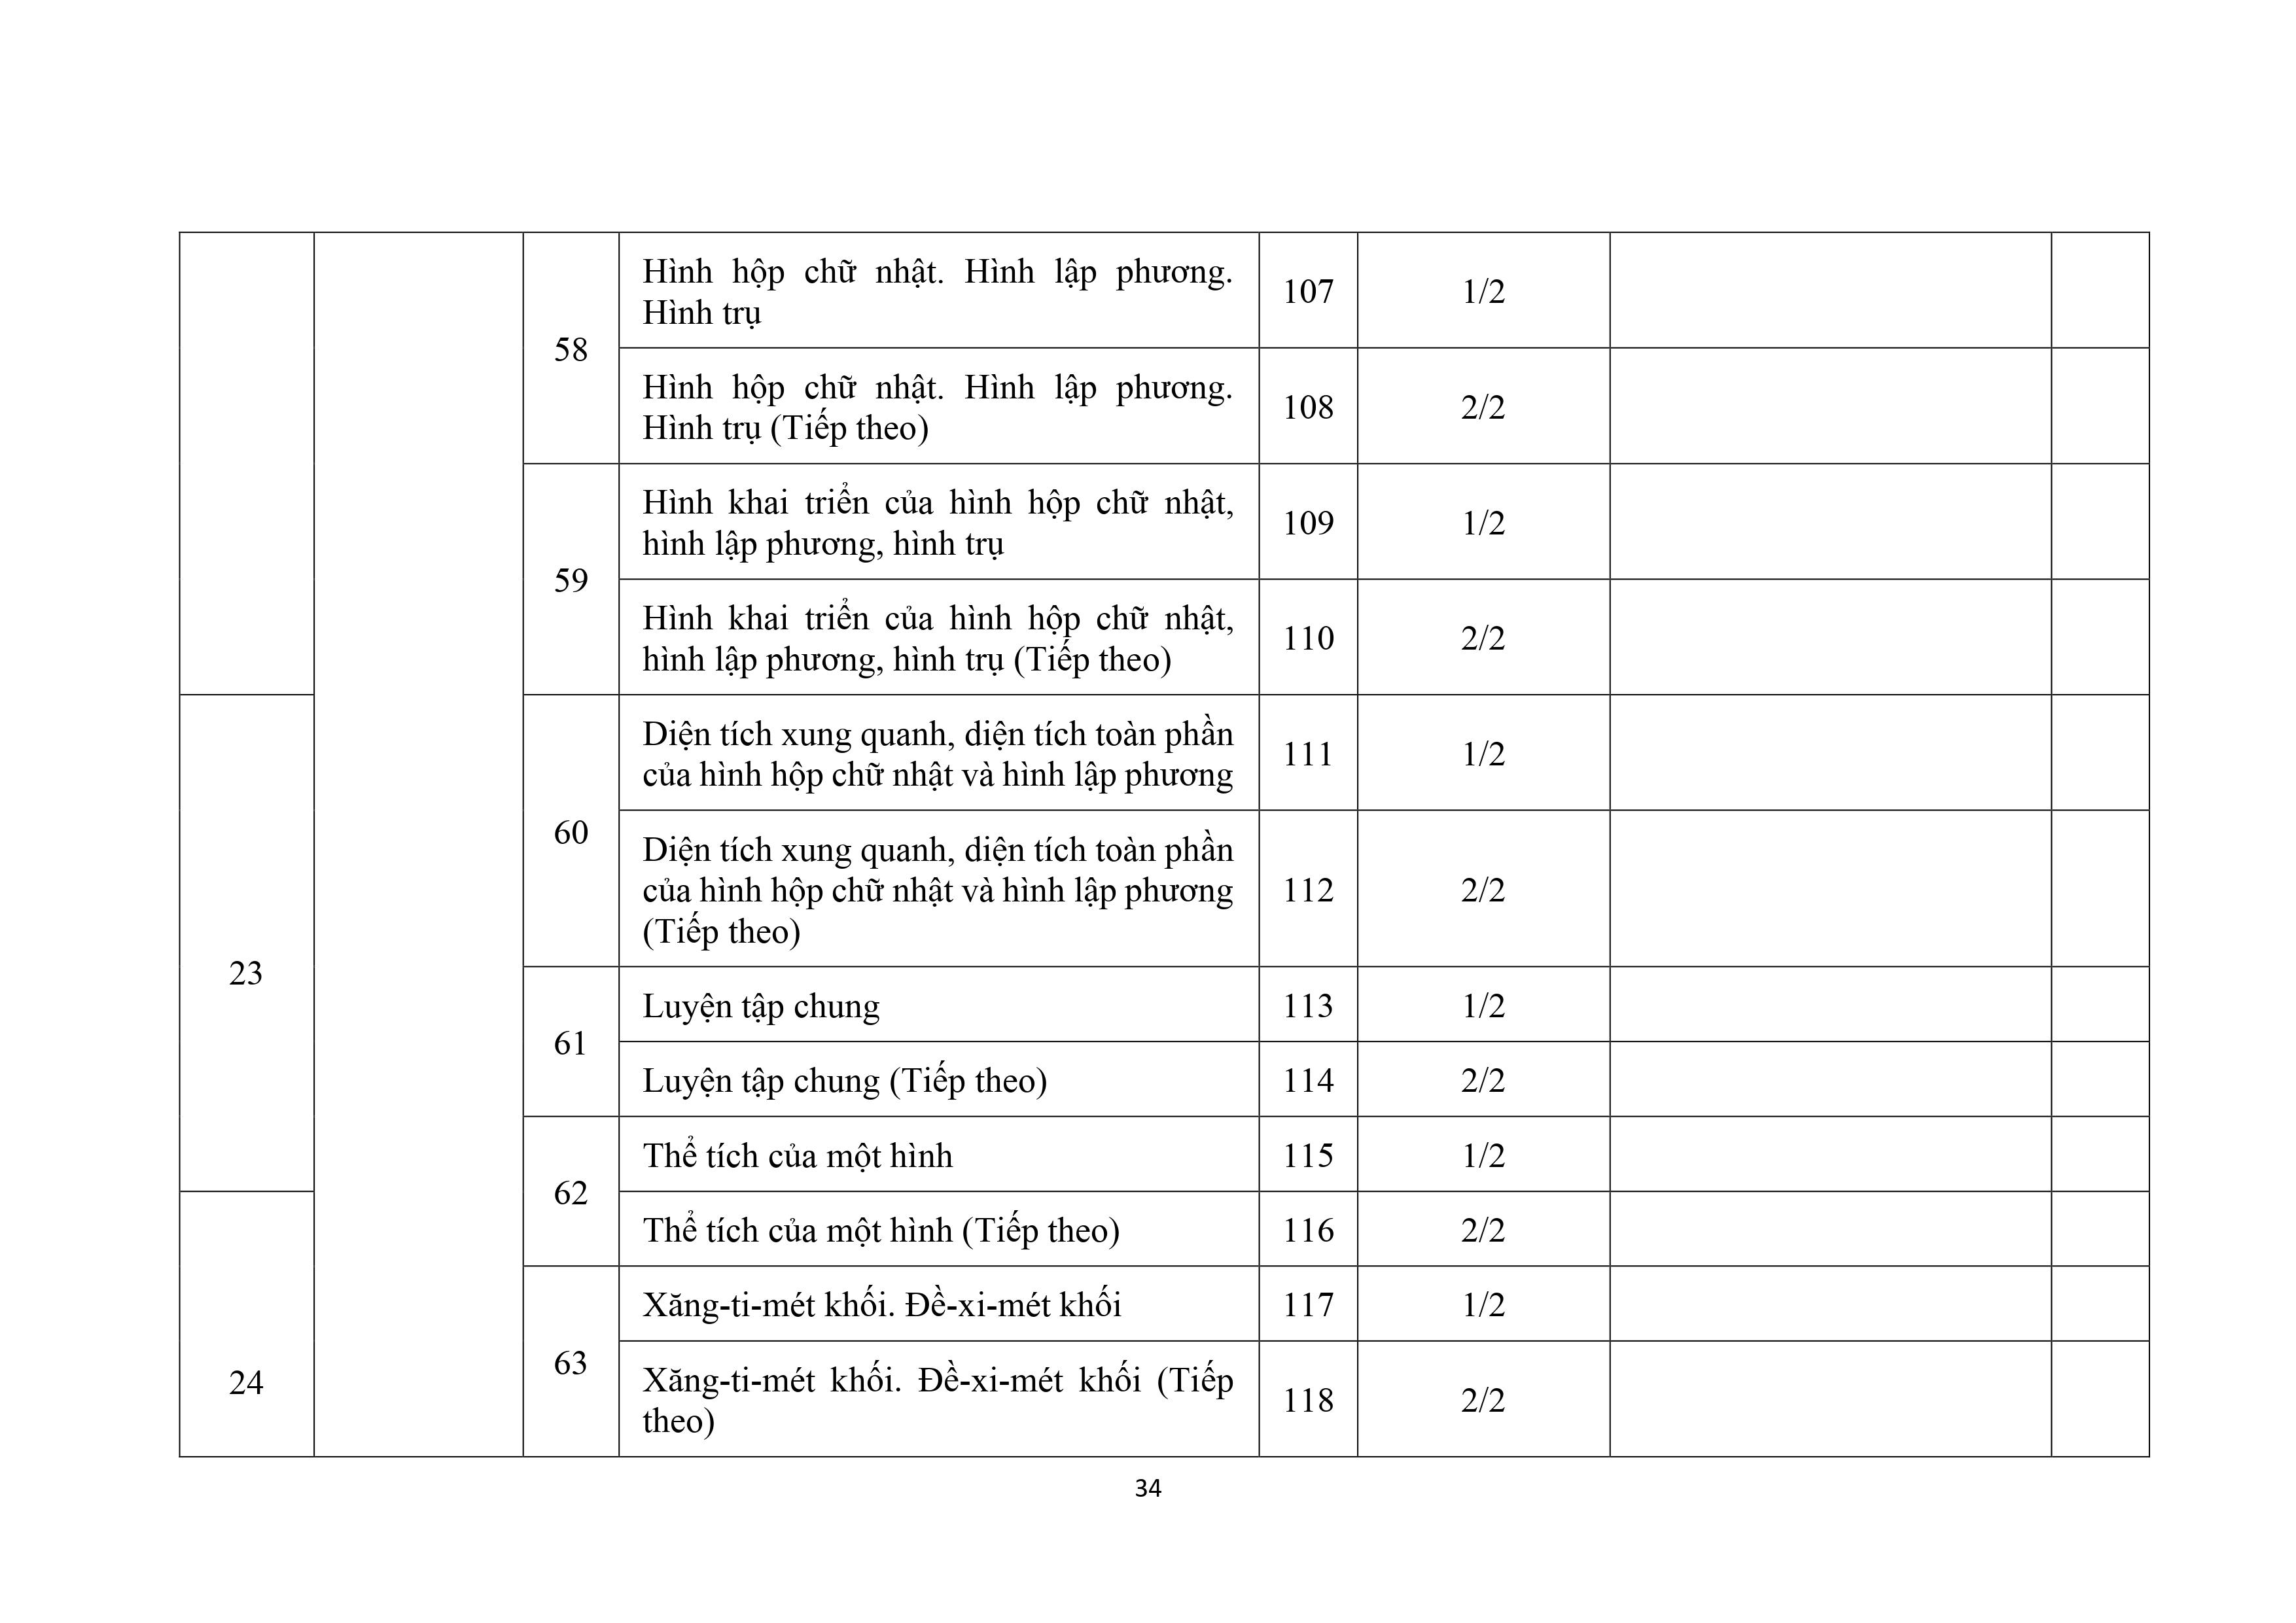 58
Hình hộp chữ nhật. Hình lập phương.
Hình trụ
107
1/2
Hình hộp chữ nhật. Hình lập phương.
Hình trụ (Tiếp theo)
108
2/2
59
Hình khai triển của hình hộp chữ nhật,
hình lập phương, hình trụ
109
1/2
Hình khai triển của hình hộp chữ nhật,
hình lập phương, hình trụ (Tiếp theo)
110
2/2
23
60
Diện tích xung quanh, diện tích toàn phần
của hình hộp chữ nhật và hình lập phương
111
1/2
Diện tích xung quanh, diện tích toàn phần
của hình hộp chữ nhật và hình lập phương
(Tiếp theo)
112
2/2
61
Luyện tập chung
113
1/2
Luyện tập chung (Tiếp theo)
114
2/2
62
Thể tích của một hình
115
1/2
24
Thể tích của một hình (Tiếp theo)
116
2/2
63
Xăng-ti-mét khối. Đề-xi-mét khối
117
1/2
Xăng-ti-mét khối. Đề-xi-mét khối (Tiếp
theo)
118
2/2
34